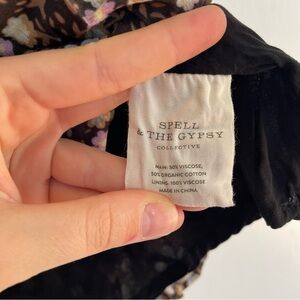 SPELL
& THE GYPSY
COLLECTIVE
MAIN: 50% VISCOSE,
50% ORGANIC COTTON
LINING: 100% VISCOSE
MADE IN CHINA